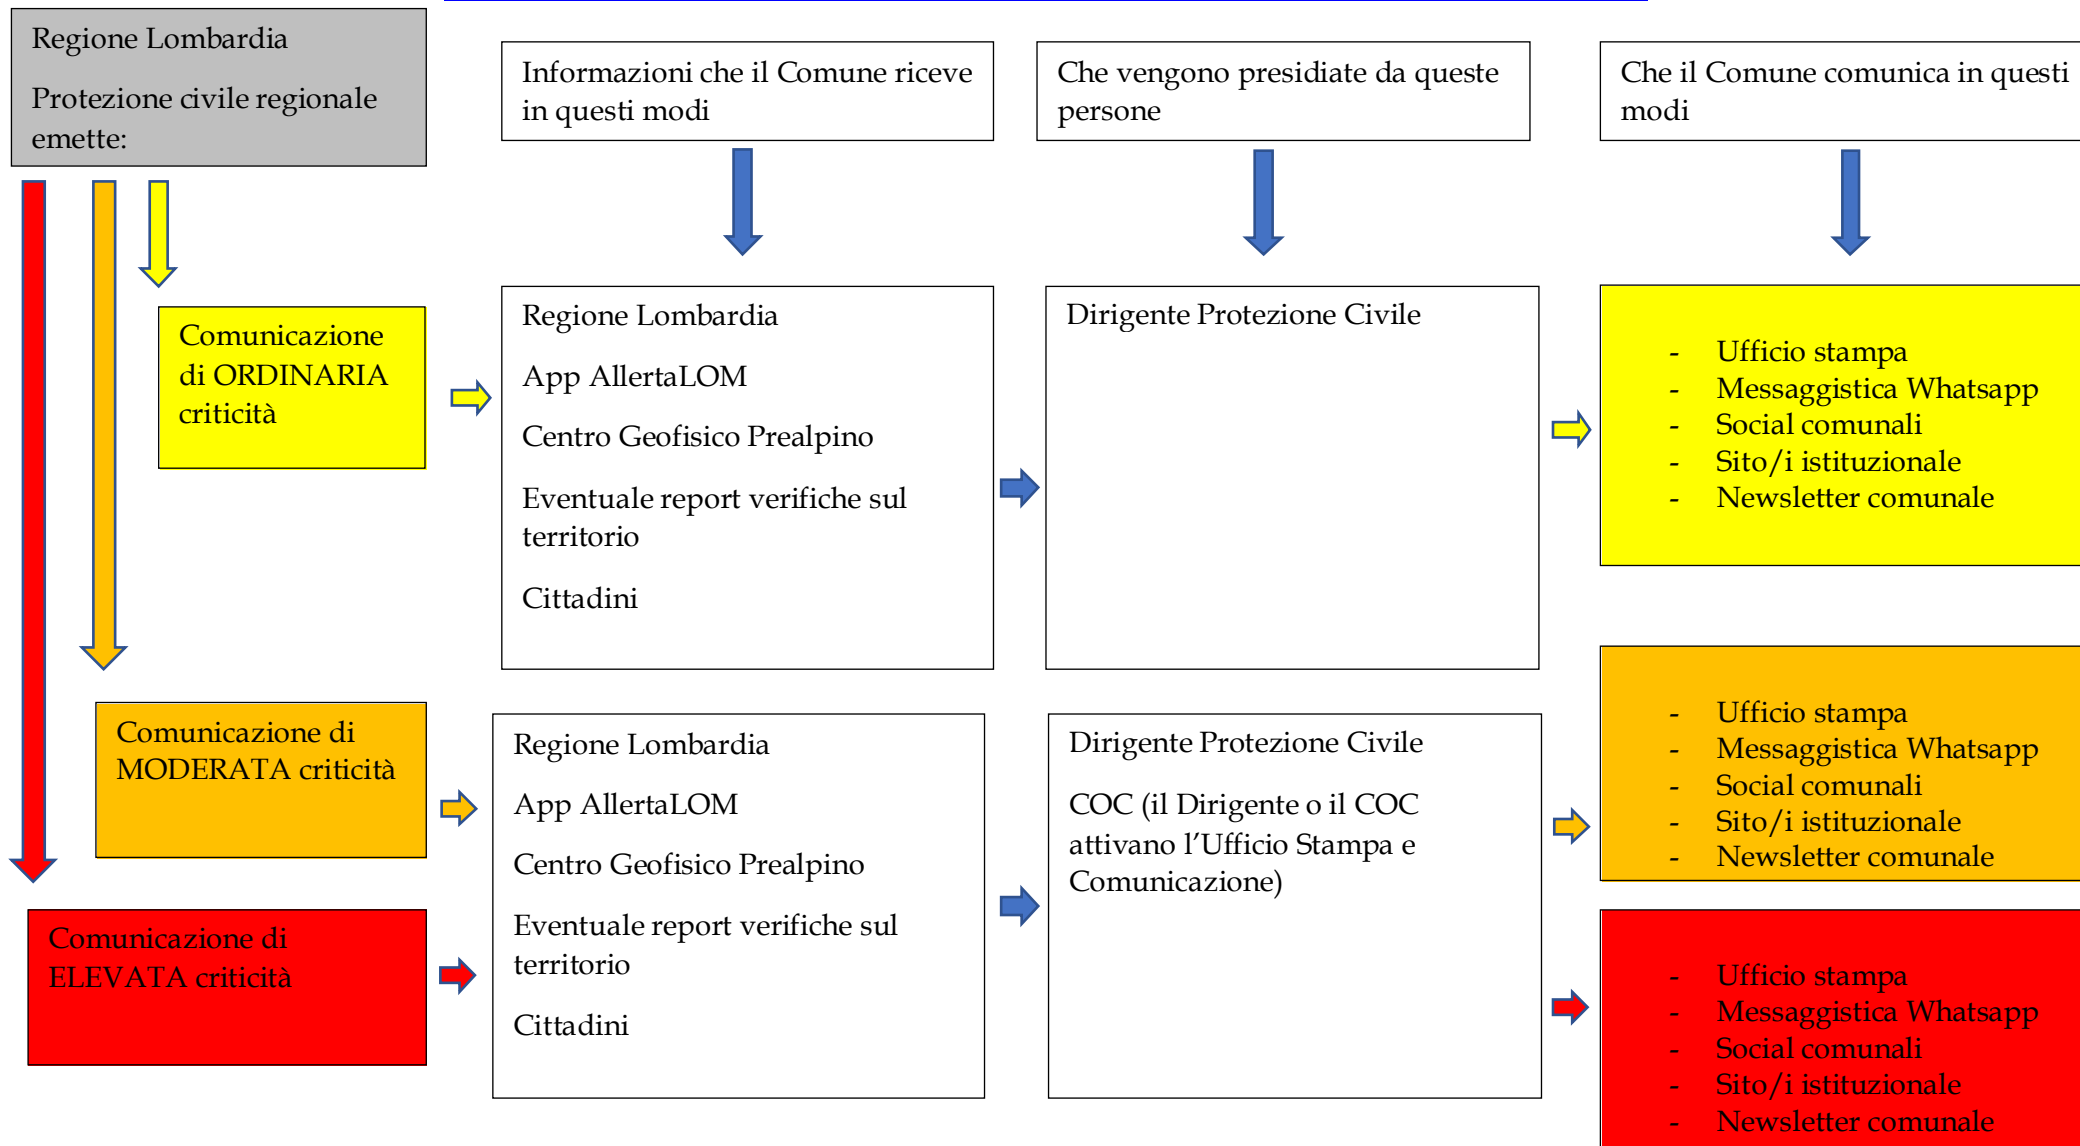 Regione Lombardia
Protezione civile regionale
emette:
Informazioni che il Comune riceve
in questi modi
Che vengono presidiate da queste
persone
Che il Comune comunica in questi
modi
Comunicazione
di ORDINARIA
criticità
Regione Lombardia
App AllertaLOM
Centro Geofisico Prealpino
Eventuale report verifiche sul
territorio
Cittadini
Dirigente Protezione Civile
- Ufficio stampa
- Messaggistica Whatsapp
- Social comunali
- Sito/i istituzionale
- Newsletter comunale
Comunicazione di
MODERATA criticità
Comunicazione di
ELEVATA criticità
Regione Lombardia
App AllertaLOM
Centro Geofisico Prealpino
Eventuale report verifiche sul
territorio
Cittadini
Dirigente Protezione Civile
COC (il Dirigente o il COC
attivano l’Ufficio Stampa e
Comunicazione)
- Ufficio stampa
- Messaggistica Whatsapp
- Social comunali
- Sito/i istituzionale
- Newsletter comunale
- Ufficio stampa
- Messaggistica Whatsapp
- Social comunali
- Sito/i istituzionale
- Newsletter comunale